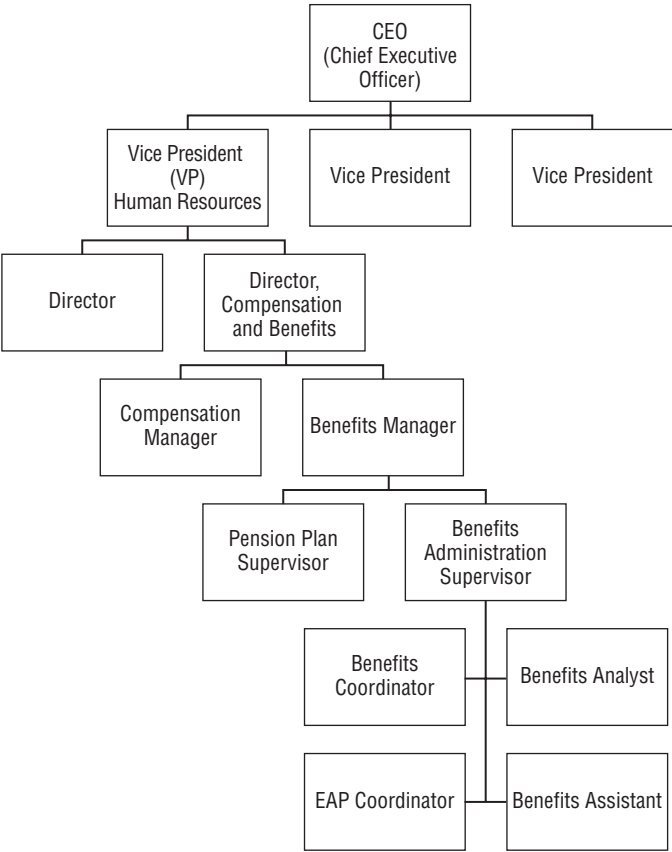 CEO
(Chief Executive
Officer)
Vice President
(VP)
Human Resources
Vice President
Vice President
Director
Director,
Compensation
and Benefits
Compensation
Manager
Benefits Manager
Pension Plan
Supervisor
Benefits
Administration
Supervisor
Benefits
Coordinator
Benefits Analyst
EAP Coordinator
Benefits Assistant